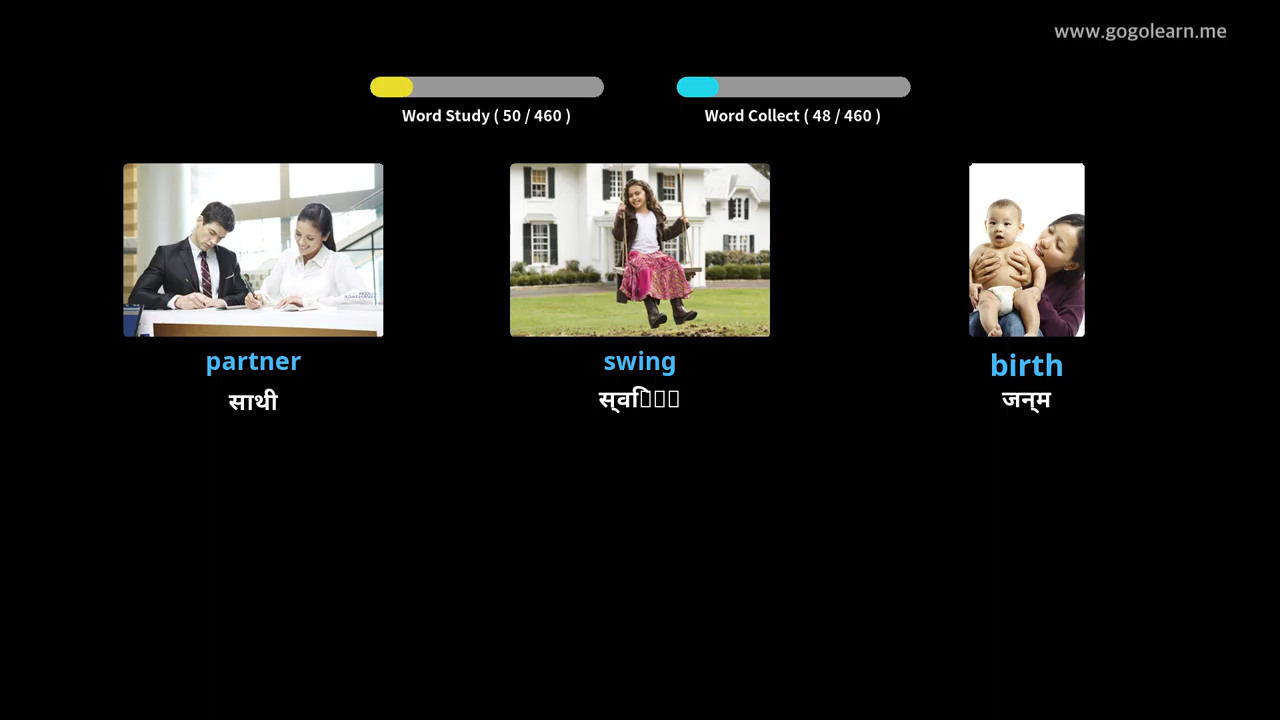 www.gogolearn.me
Word Study ( 50 / 460 )
Word Collect ( 48 / 460 )
partner
swing
birth
साथी
जन्म